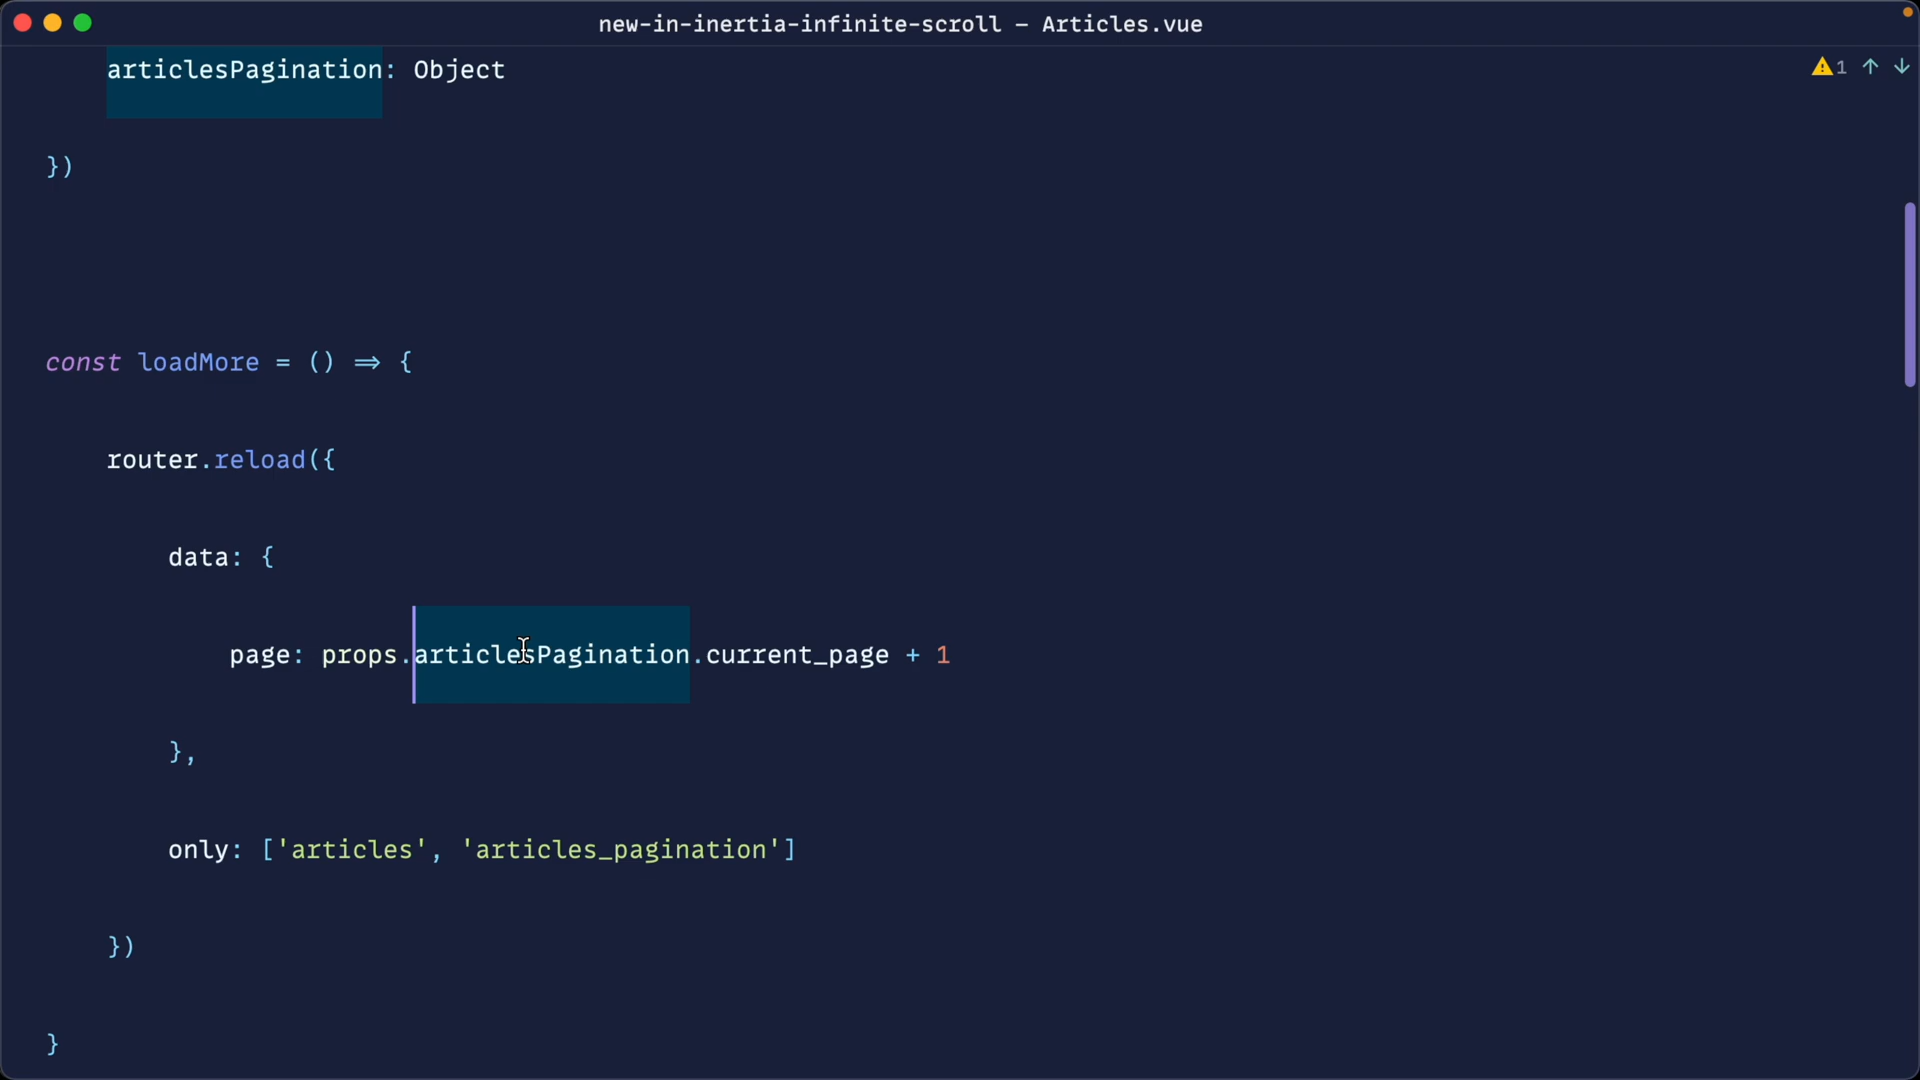 new-in-inertia-infinite-scroll – Articles.vue
articlesPagination: Object
1
})
const loadMore = () => {
router.reload({
data: {
page: props.articlesPagination.current_page + 1
},
only: ['articles', 'articles_pagination']
})
}